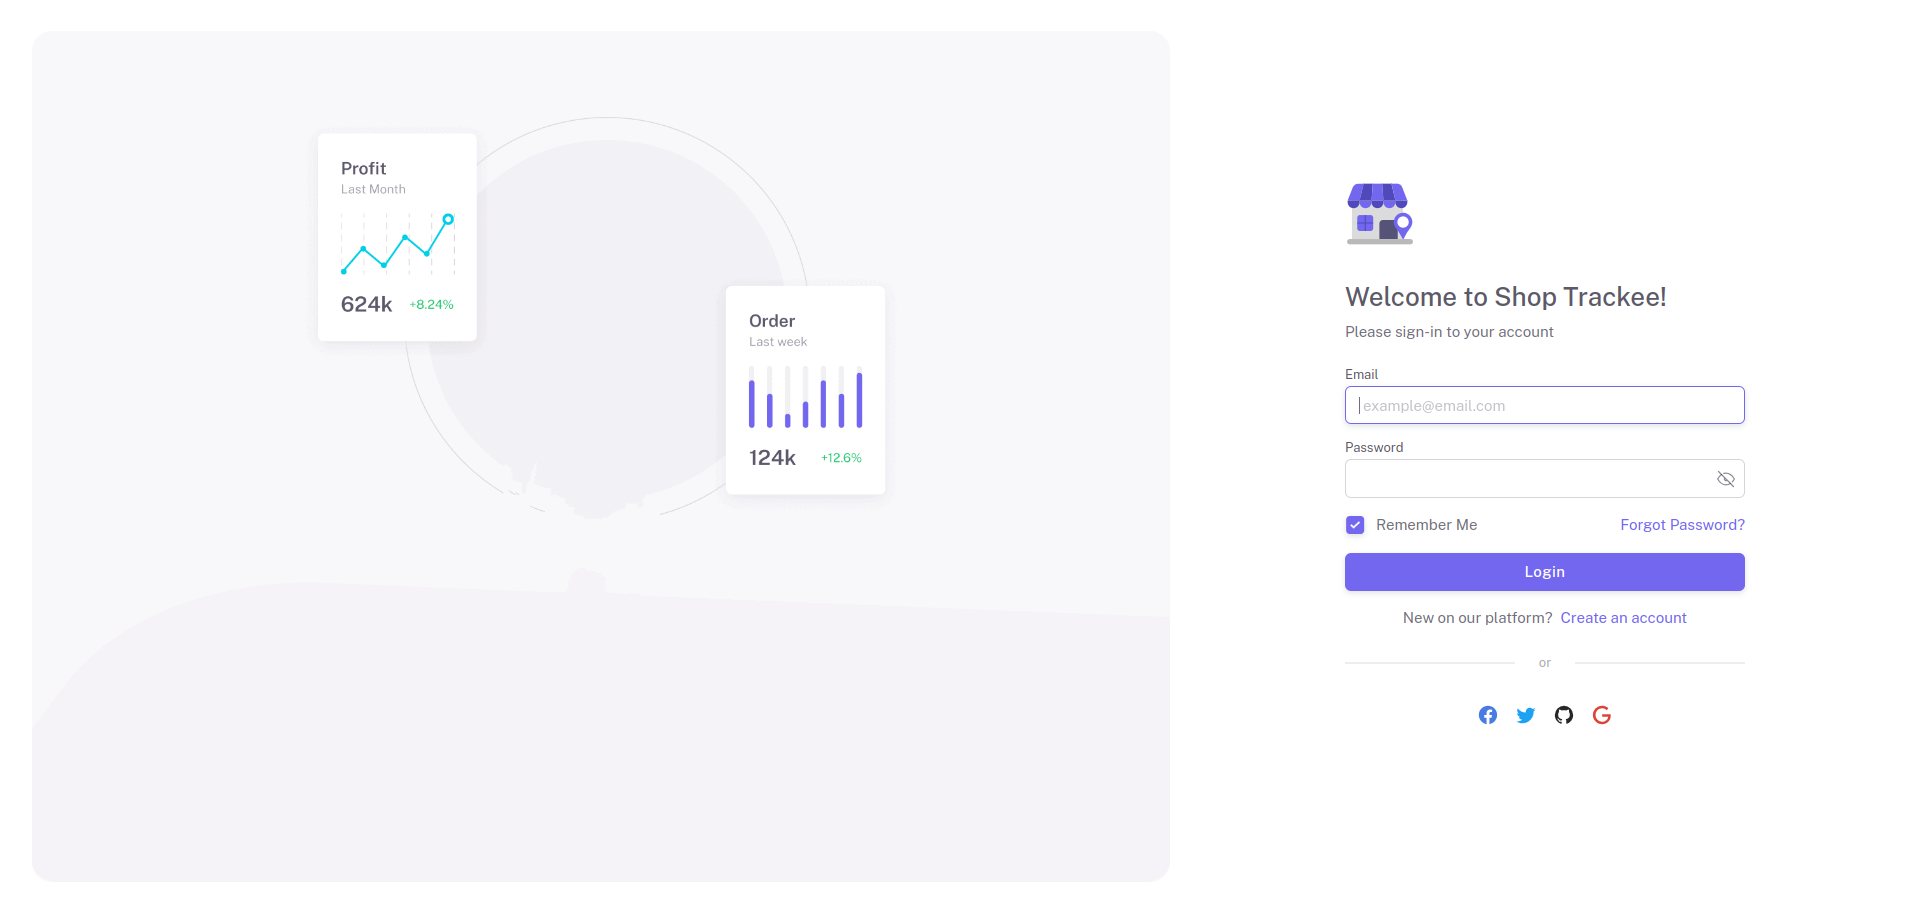 Profit
Last Month
624k +8.24%
Order
Last week
124k +12.6%
Welcome to Shop Trackee!
Please sign-in to your account
Email
example@email.com
Password
Remember Me Forgot Password?
Login
New on our platform? Create an account
or